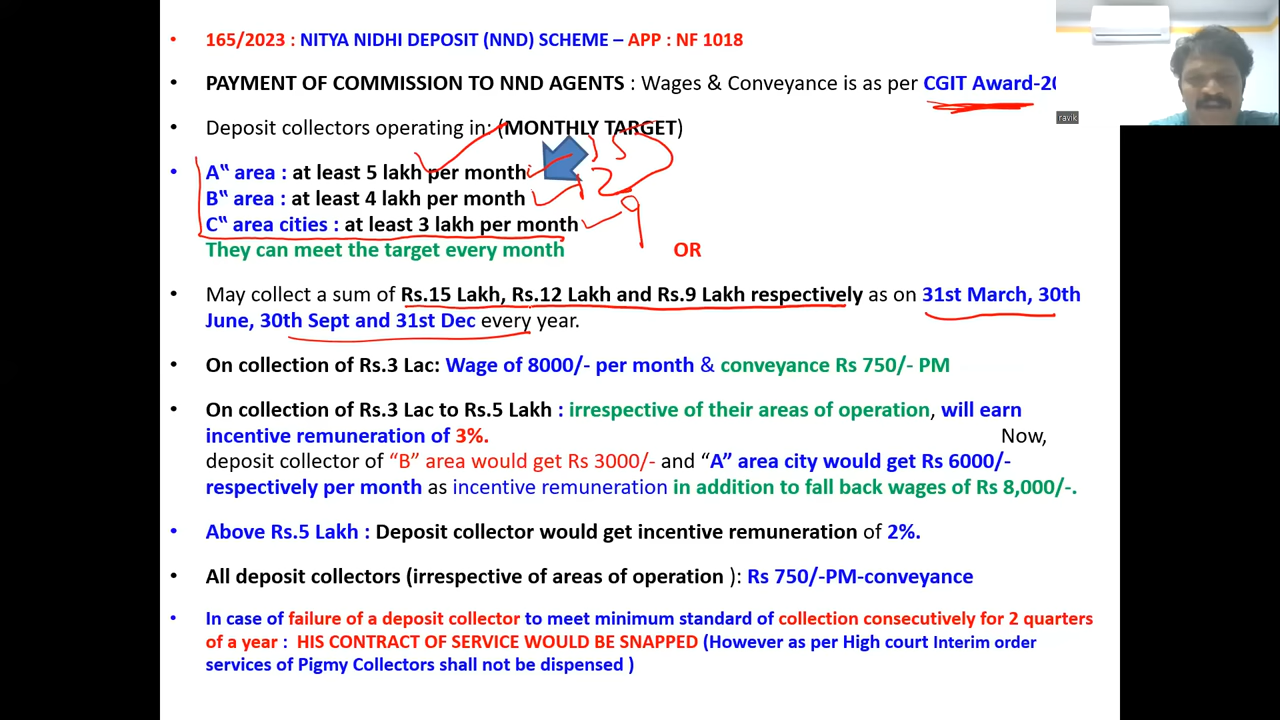 • 165/2023 : NITYA NIDHI DEPOSIT (NND) SCHEME – APP : NF 1018
• PAYMENT OF COMMISSION TO NND AGENTS : Wages & Conveyance is as per CGIT Award-20
ravik
• Deposit collectors operating in: (MONTHLY TARGET)
15
• A‟ area : at least 5 lakh per month
12
B‟ area : at least 4 lakh per month
9
C‟ area cities : at least 3 lakh per month
They can meet the target every month OR
• May collect a sum of Rs.15 Lakh, Rs.12 Lakh and Rs.9 Lakh respectively as on 31st March, 30th
June, 30th Sept and 31st Dec every year.
• On collection of Rs.3 Lac: Wage of 8000/- per month & conveyance Rs 750/- PM
• On collection of Rs.3 Lac to Rs.5 Lakh : irrespective of their areas of operation, will earn
incentive remuneration of 3%. Now,
deposit collector of “B” area would get Rs 3000/- and “A” area city would get Rs 6000/-
respectively per month as incentive remuneration in addition to fall back wages of Rs 8,000/-.
• Above Rs.5 Lakh : Deposit collector would get incentive remuneration of 2%.
• All deposit collectors (irrespective of areas of operation ): Rs 750/-PM-conveyance
• In case of failure of a deposit collector to meet minimum standard of collection consecutively for 2 quarters
of a year : HIS CONTRACT OF SERVICE WOULD BE SNAPPED (However as per High court Interim order
services of Pigmy Collectors shall not be dispensed )